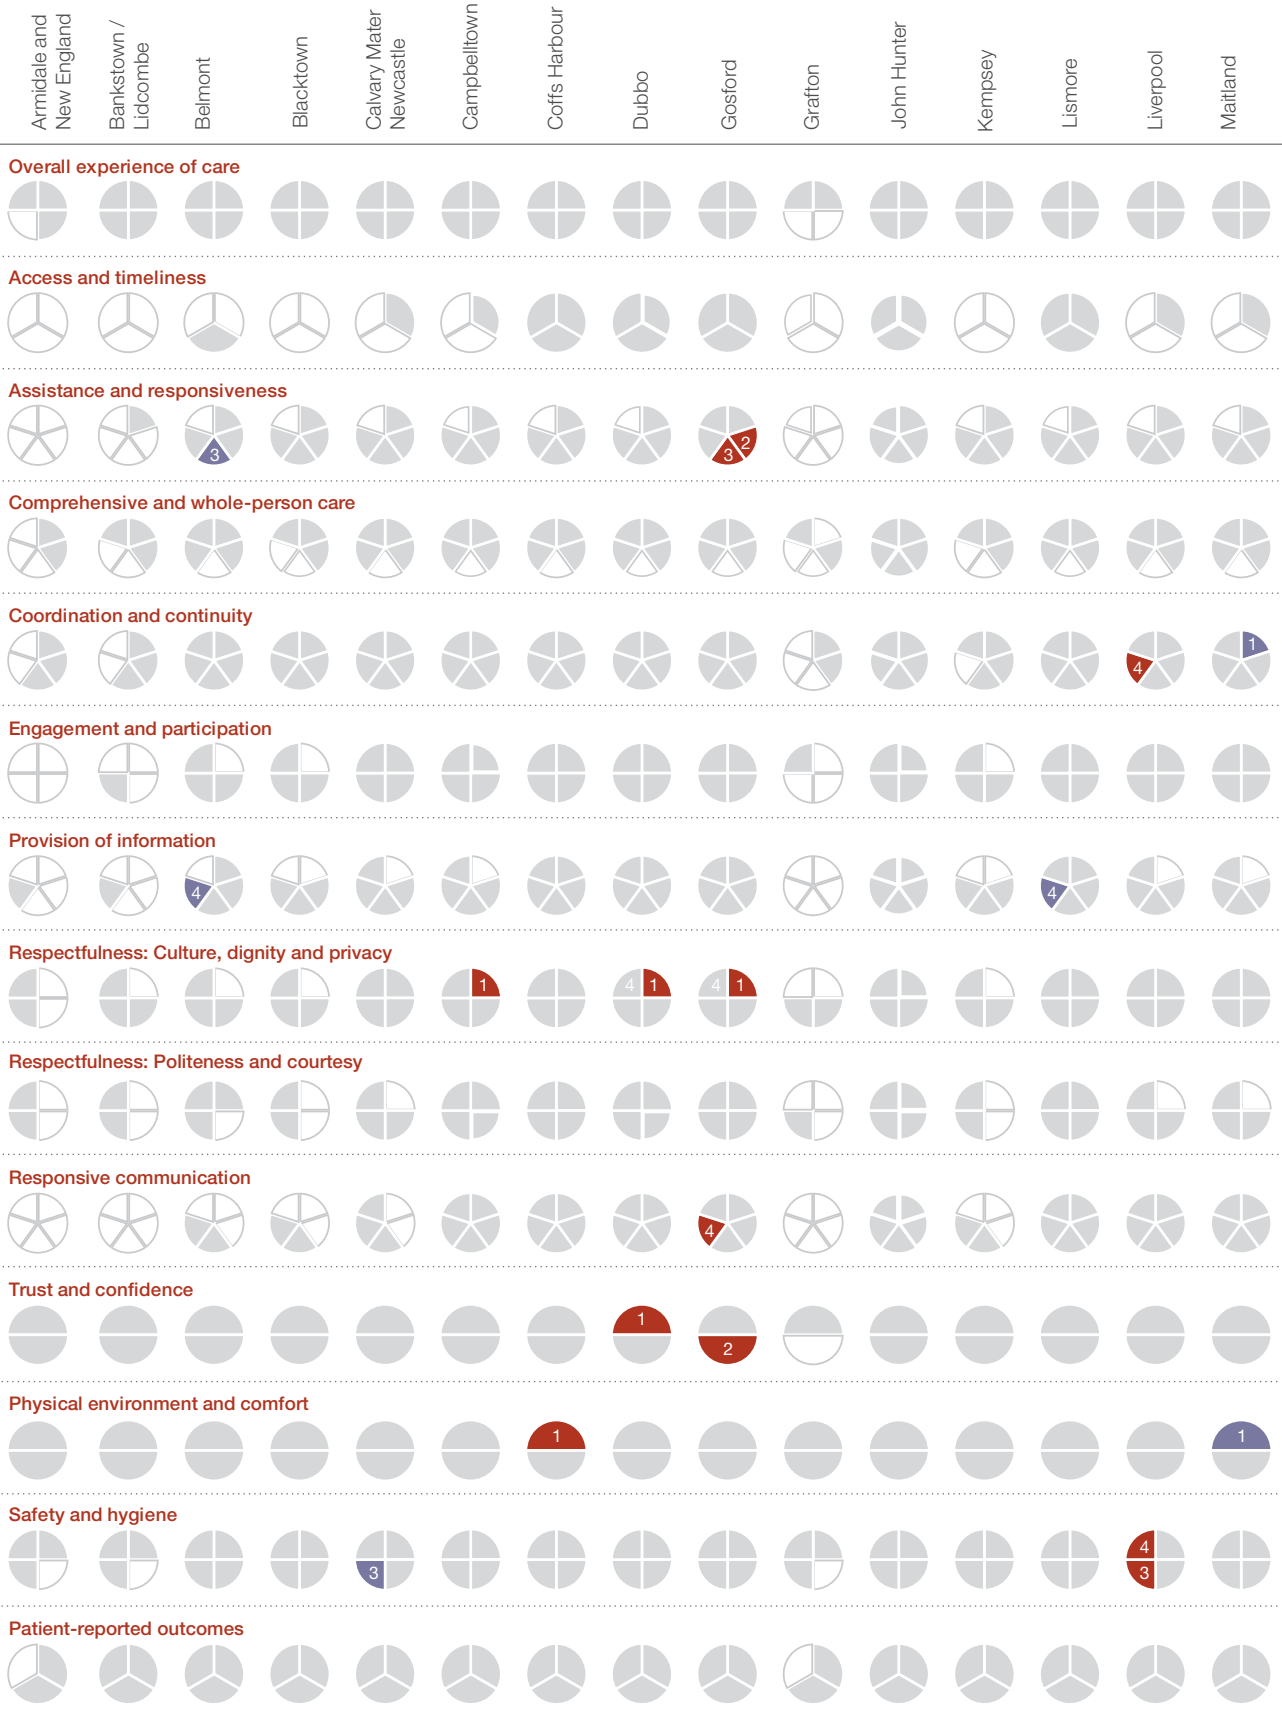 Armidale and
New England
Bankstown /
Lidcombe
Belmont
Blacktown
Calvary Mater
Newcastle
Campbelltown
Coffs Harbour
Dubbo
Gosford
Grafton
John Hunter
Kempsey
Lismore
Liverpool
Maitland
Overall experience of care
Access and timeliness
Assistance and responsiveness
3
3 2
Comprehensive and whole-person care
Coordination and continuity
4
1
Engagement and participation
Provision of information
4
4
Respectfulness: Culture, dignity and privacy
1
4 1
4 1
Respectfulness: Politeness and courtesy
Responsive communication
4
Trust and confidence
1
2
Physical environment and comfort
1
1
Safety and hygiene
3
4
3
Patient-reported outcomes